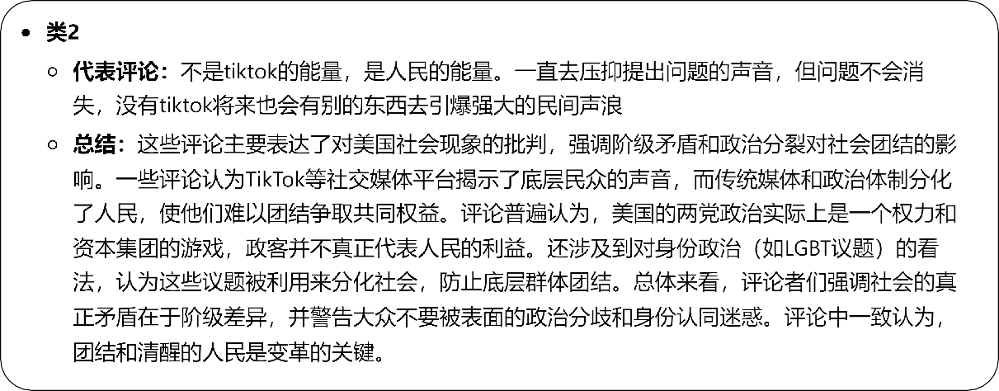 • 类2
○ 代表评论：不是tiktok的能量，是人民的能量。一直去压抑提出问题的声音，但问题不会消
失，没有tiktok将来也会有别的东西去引爆强大的民间声浪
○ 总结：这些评论主要表达了对美国社会现象的批判，强调阶级矛盾和政治分裂对社会团结的影
响。一些评论认为TikTok等社交媒体平台揭示了底层民众的声音，而传统媒体和政治体制分化
了人民，使他们难以团结争取共同权益。评论普遍认为，美国的两党政治实际上是一个权力和
资本集团的游戏，政客并不真正代表人民的利益。还涉及到对身份政治（如LGBT议题）的看
法，认为这些议题被利用来分化社会，防止底层群体团结。总体来看，评论者们强调社会的真
正矛盾在于阶级差异，并警告大众不要被表面的政治分歧和身份认同迷惑。评论中一致认为，
团结和清醒的人民是变革的关键。